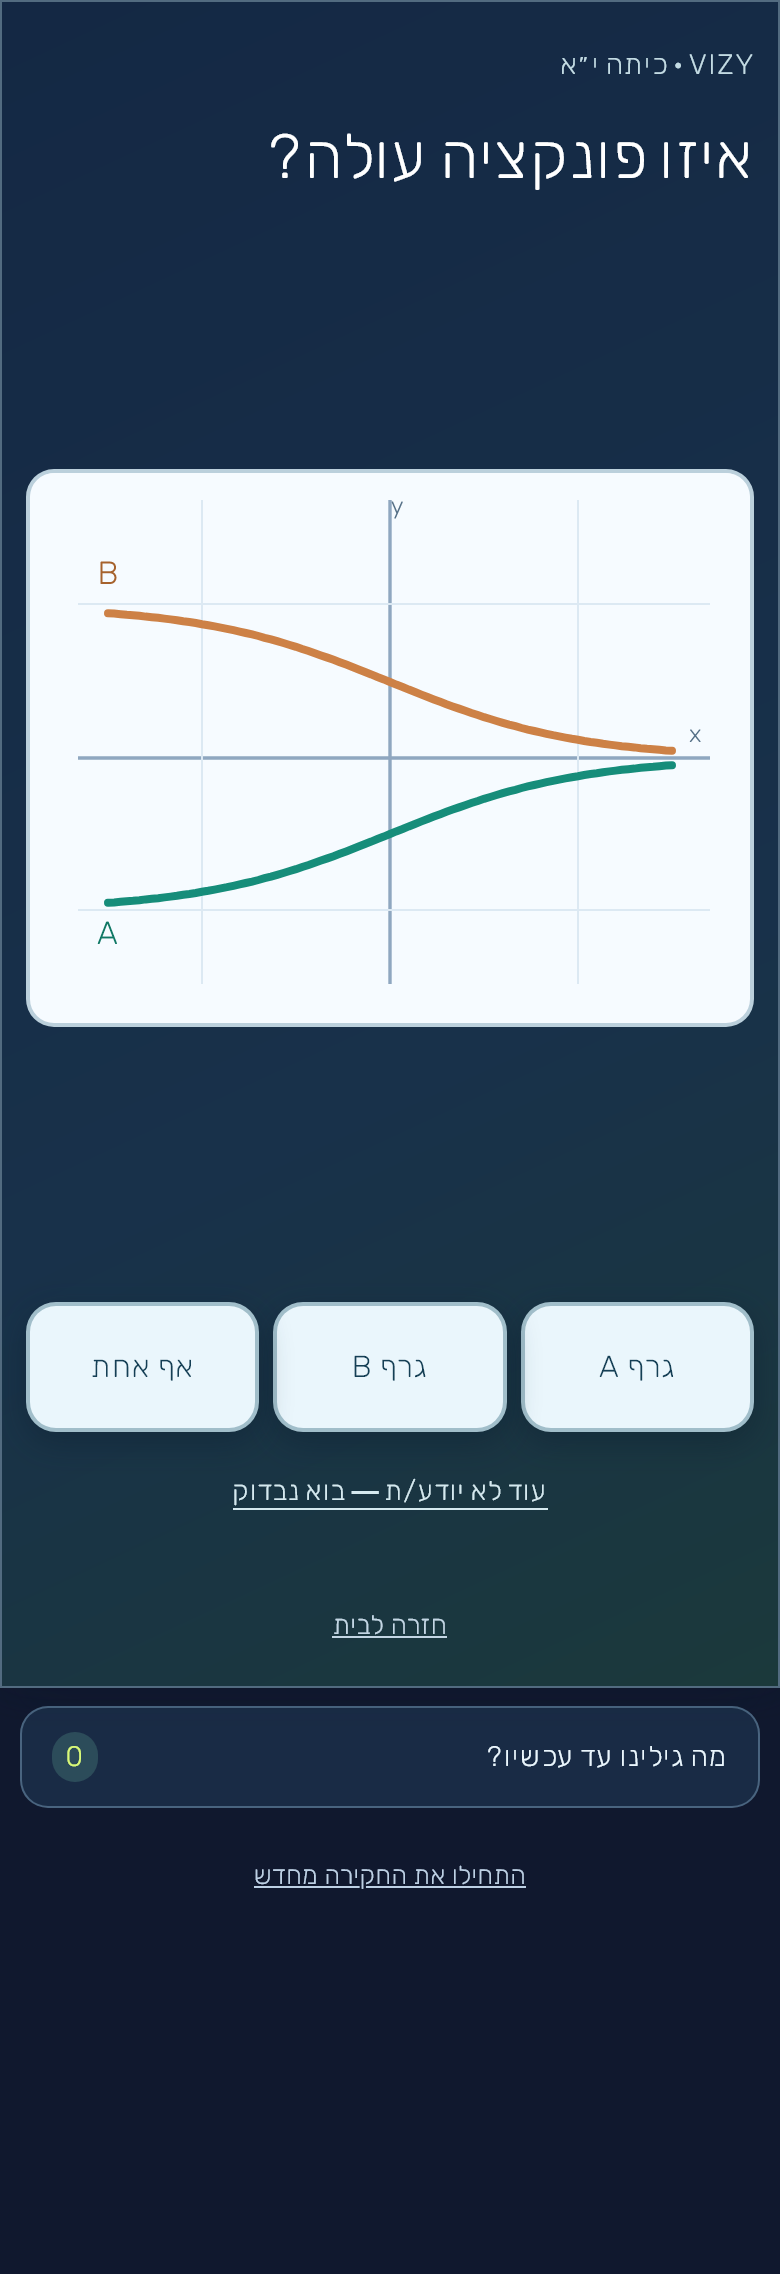 VIZY • כיתה י״א
איזו פונקציה עולה?
y
B
x
A
גרף A
גרף B
אף אחת
עוד לא יודע/ת — בוא נבדוק
חזרה לבית
מה גילינו עד עכשיו?
0
התחילו את החקירה מחדש